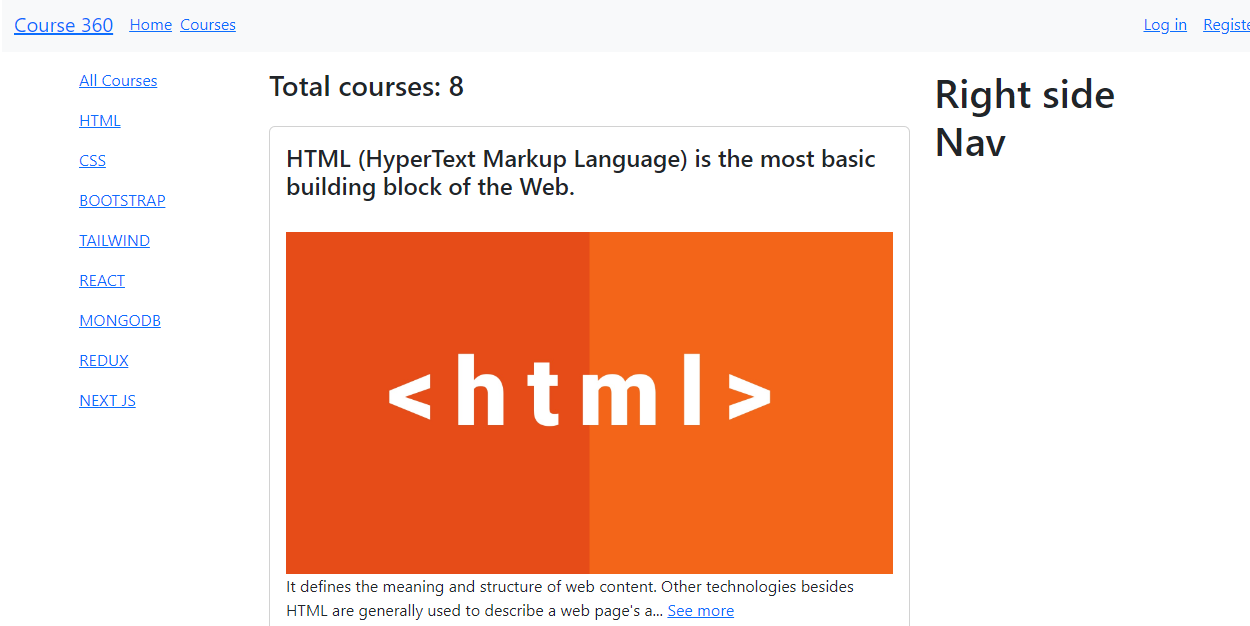 Course 360 Home Courses Log in Registe
All Courses
HTML
CSS
BOOTSTRAP
TAILWIND
REACT
MONGODB
REDUX
NEXT JS
Total courses: 8
HTML (HyperText Markup Language) is the most basic
building block of the Web.
<html>
It defines the meaning and structure of web content. Other technologies besides
HTML are generally used to describe a web page's a... See more
Right side
Nav